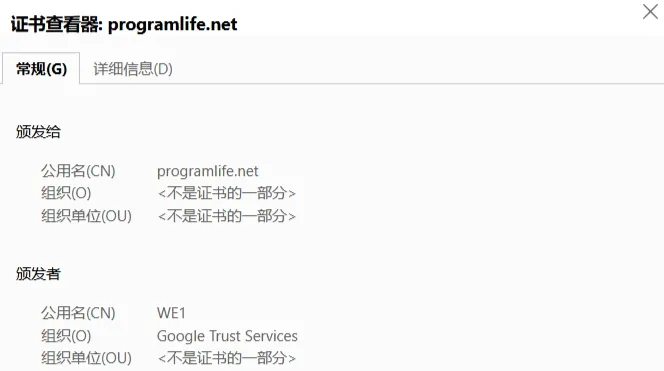 证书查看器: programlife.net
常规(G) 详细信息(D)
颁发给
公用名(CN) programlife.net
组织(O) <不是证书的一部分>
组织单位(OU) <不是证书的一部分>
颁发者
公用名(CN) WE1
组织(O) Google Trust Services
组织单位(OU) <不是证书的一部分>